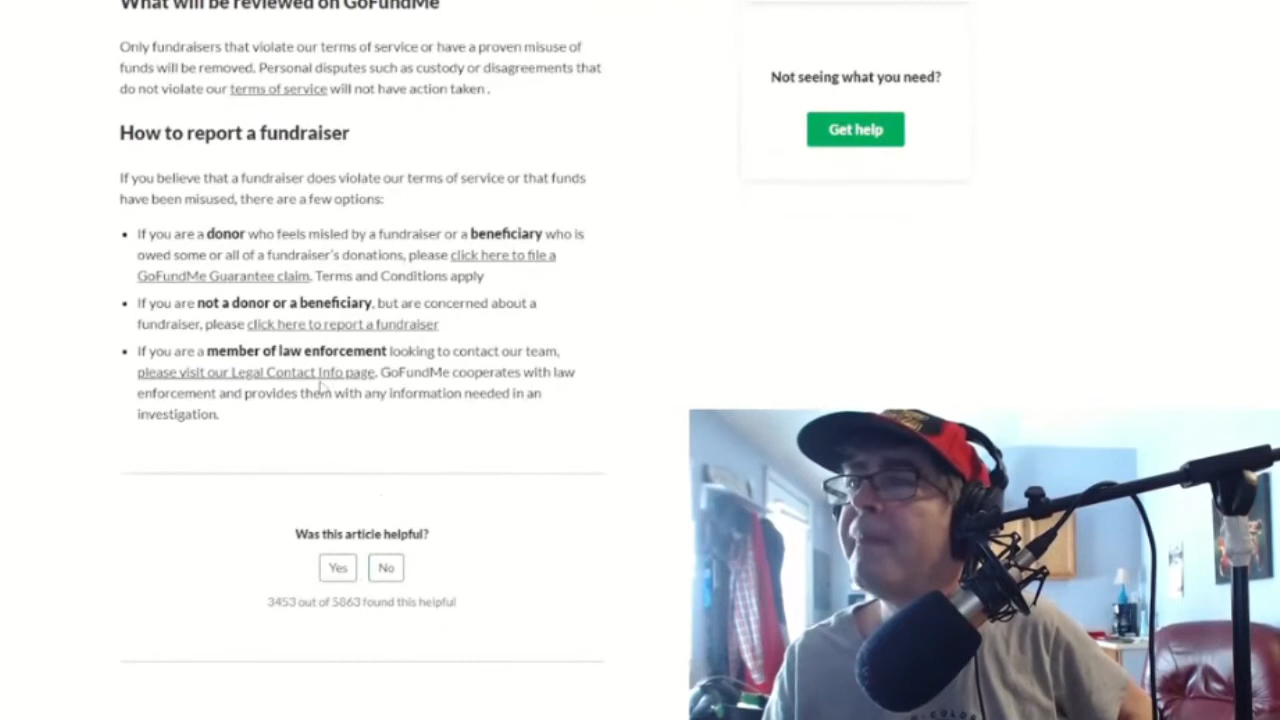 What will be reviewed on GoFundMe
Only fundraisers that violate our terms of service or have a proven misuse of
funds will be removed. Personal disputes such as custody or disagreements that
do not violate our terms of service will not have action taken.
How to report a fundraiser
If you believe that a fundraiser does violate our terms of service or that funds
have been misused, there are a few options:
If you are a donor who feels misled by a fundraiser or a beneficiary who is
owed some or all of a fundraiser's donations, please click here to file a
GoFundMe Guarantee claim. Terms and Conditions apply
If you are not a donor or a beneficiary, but are concerned about a
fundraiser, please click here to report a fundraiser
If you are a member of law enforcement looking to contact our team,
please visit our Legal Contact Info page. GoFundMe cooperates with law
enforcement and provides them with any information needed in an
investigation.
Was this article helpful?
Yes No
3453 out of 5863 found this helpful
Not seeing what you need?
Get help